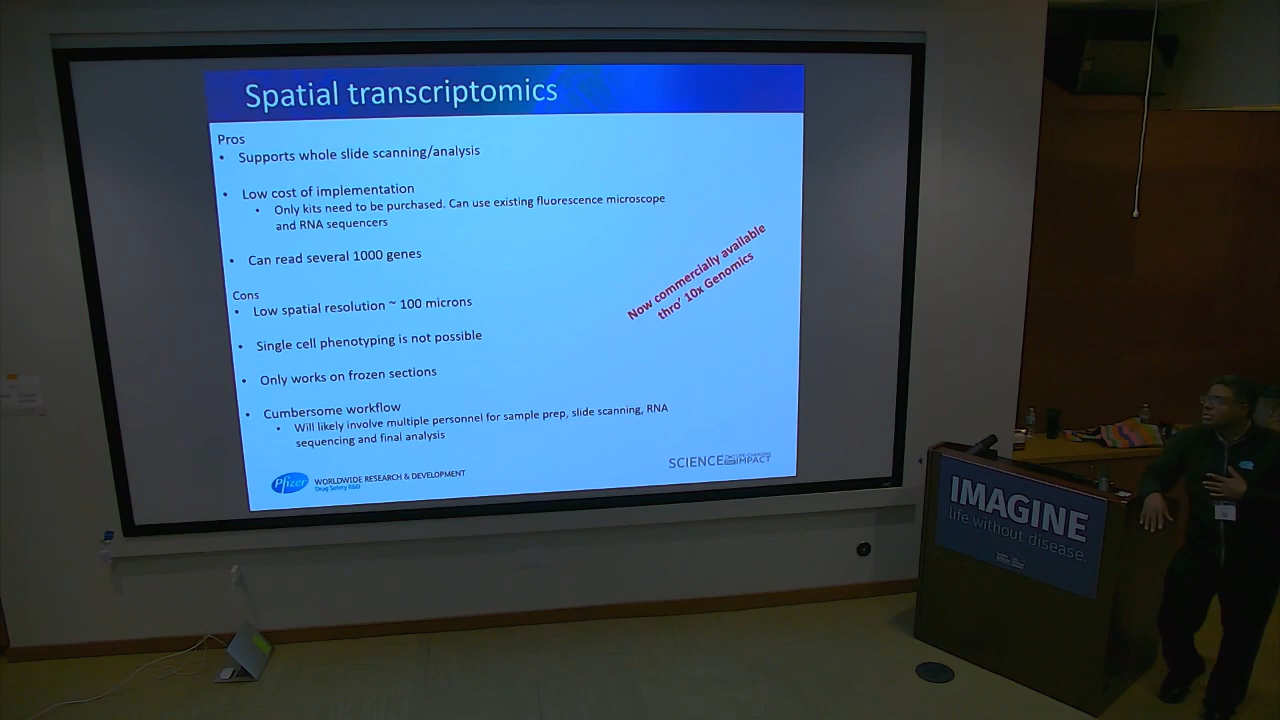 Spatial transcriptomics
Pros
• Supports whole slide scanning/analysis
• Low cost of implementation
• Only kits need to be purchased. Can use existing fluorescence microscope
and RNA sequencers
• Can read several 1000 genes
Cons
• Low spatial resolution ~ 100 microns
• Single cell phenotyping is not possible
• Only works on frozen sections
• Cumbersome workflow
• Will likely involve multiple personnel for sample prep, slide scanning, RNA
sequencing and final analysis
Now commercially available
thro' 10x Genomics
Pfizer
WORLDWIDE RESEARCH & DEVELOPMENT
Drug Safety R&D
SCIENCE
IMPACT
IMAGINE
life without disease.